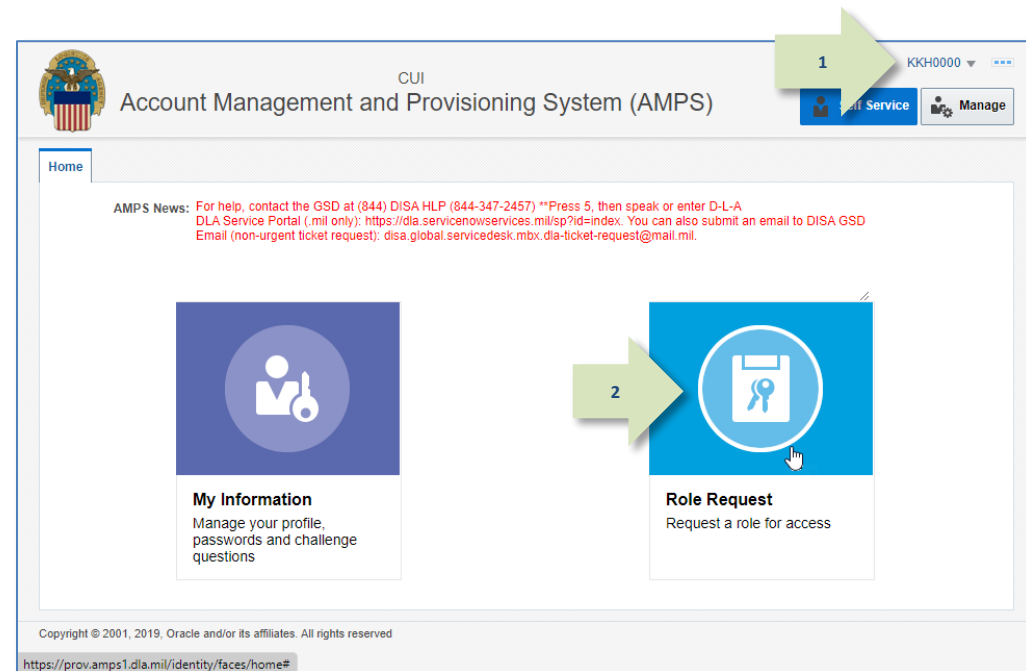 1
KKH0000
CUI
Account Management and Provisioning System (AMPS)
Self Service
Manage
Home
AMPS News: For help, contact the GSD at (844) DISA HLP (844-347-2457) **Press 5, then speak or enter D-L-A
DLA Service Portal (.mil only): https://dla.servicenowservices.mil/sp?id=index. You can also submit an email to DISA GSD
Email (non-urgent ticket request): disa.global.servicedesk.mbx.dla-ticket-request@mail.mil.
2
My Information
Manage your profile,
passwords and challenge
questions
Role Request
Request a role for access
Copyright © 2001, 2019, Oracle and/or its affiliates. All rights reserved
https://prov.amps1.dla.mil/identity/faces/home#